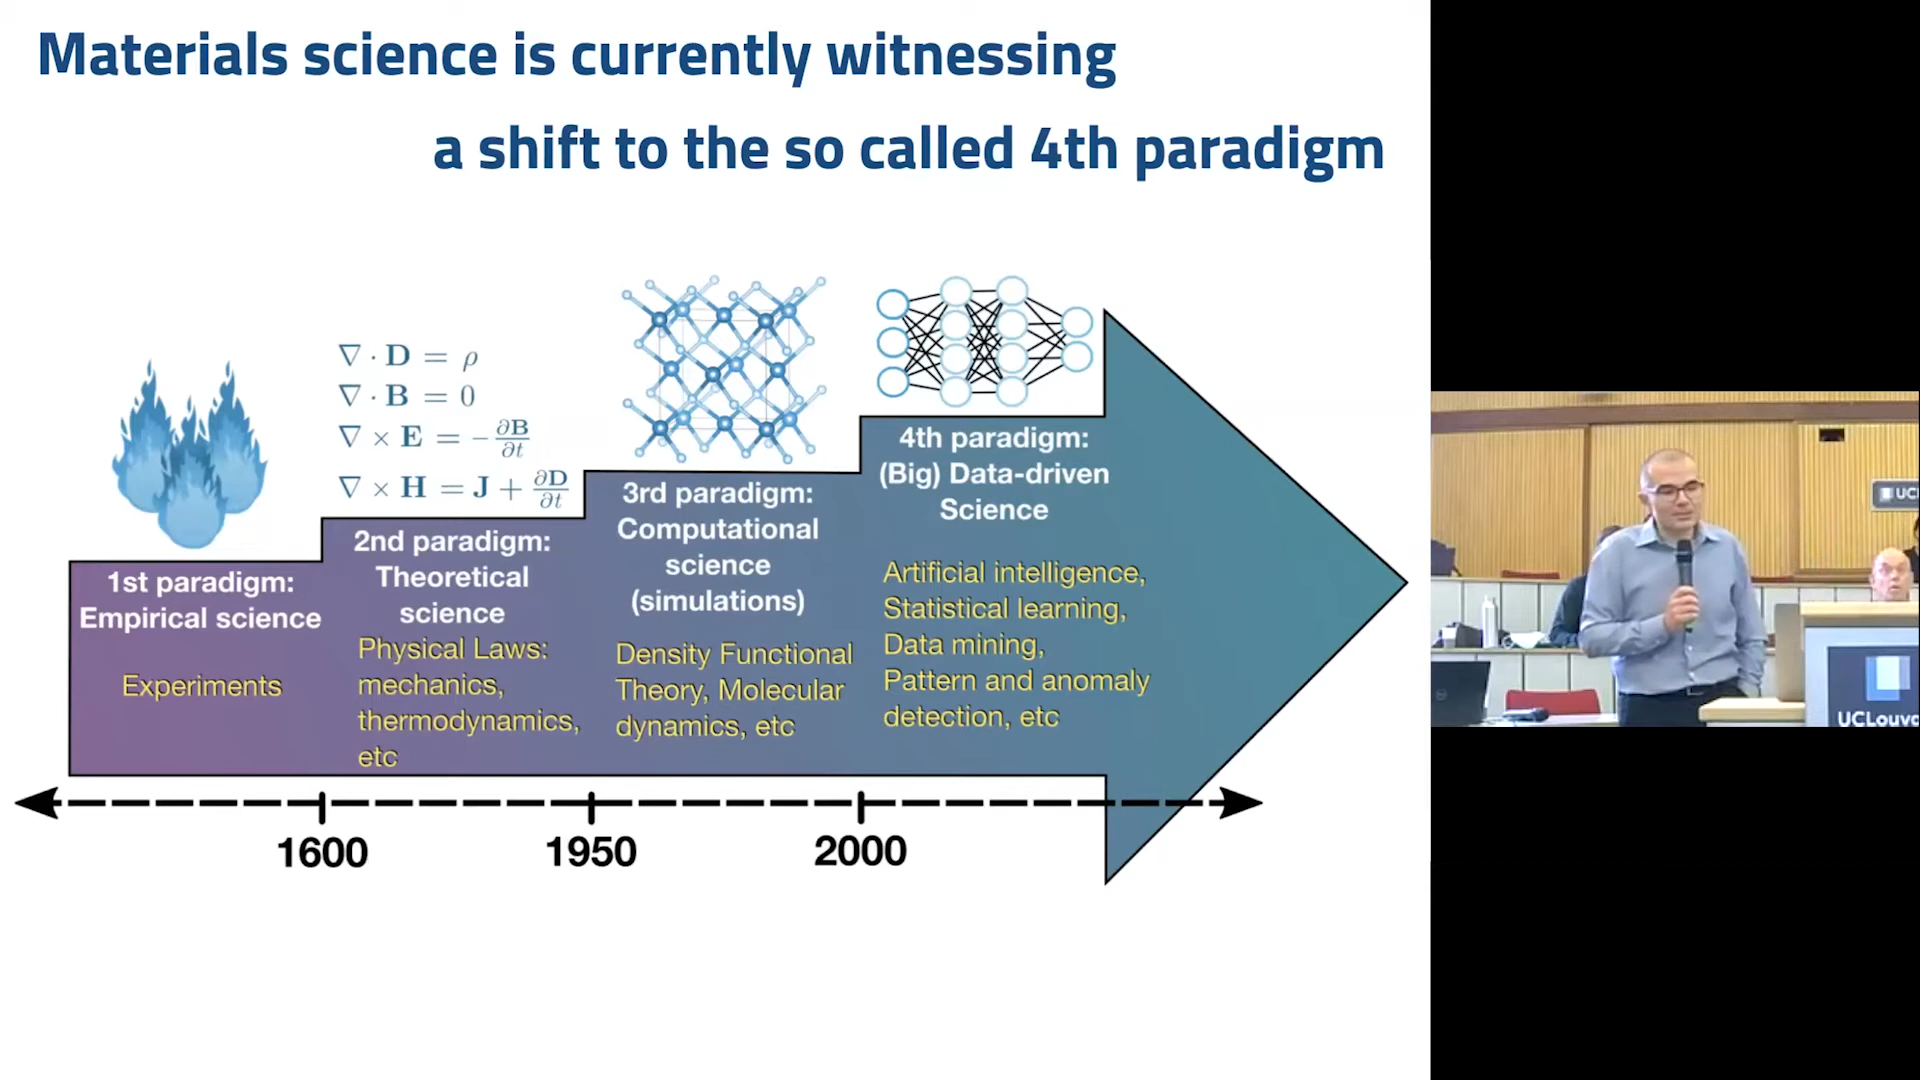 Materials science is currently witnessing
a shift to the so called 4th paradigm
∇ · D = ρ
∇ · B = 0
∇ × E = −∂B/∂t
∇ × H = J + ∂D/∂t
1st paradigm:
Empirical science
Experiments
2nd paradigm:
Theoretical
science
Physical Laws:
mechanics,
thermodynamics,
etc
3rd paradigm:
Computational
science
(simulations)
Density Functional
Theory, Molecular
dynamics, etc
4th paradigm:
(Big) Data-driven
Science
Artificial intelligence,
Statistical learning,
Data mining,
Pattern and anomaly
detection, etc
1600
1950
2000
UCL
UCLouva